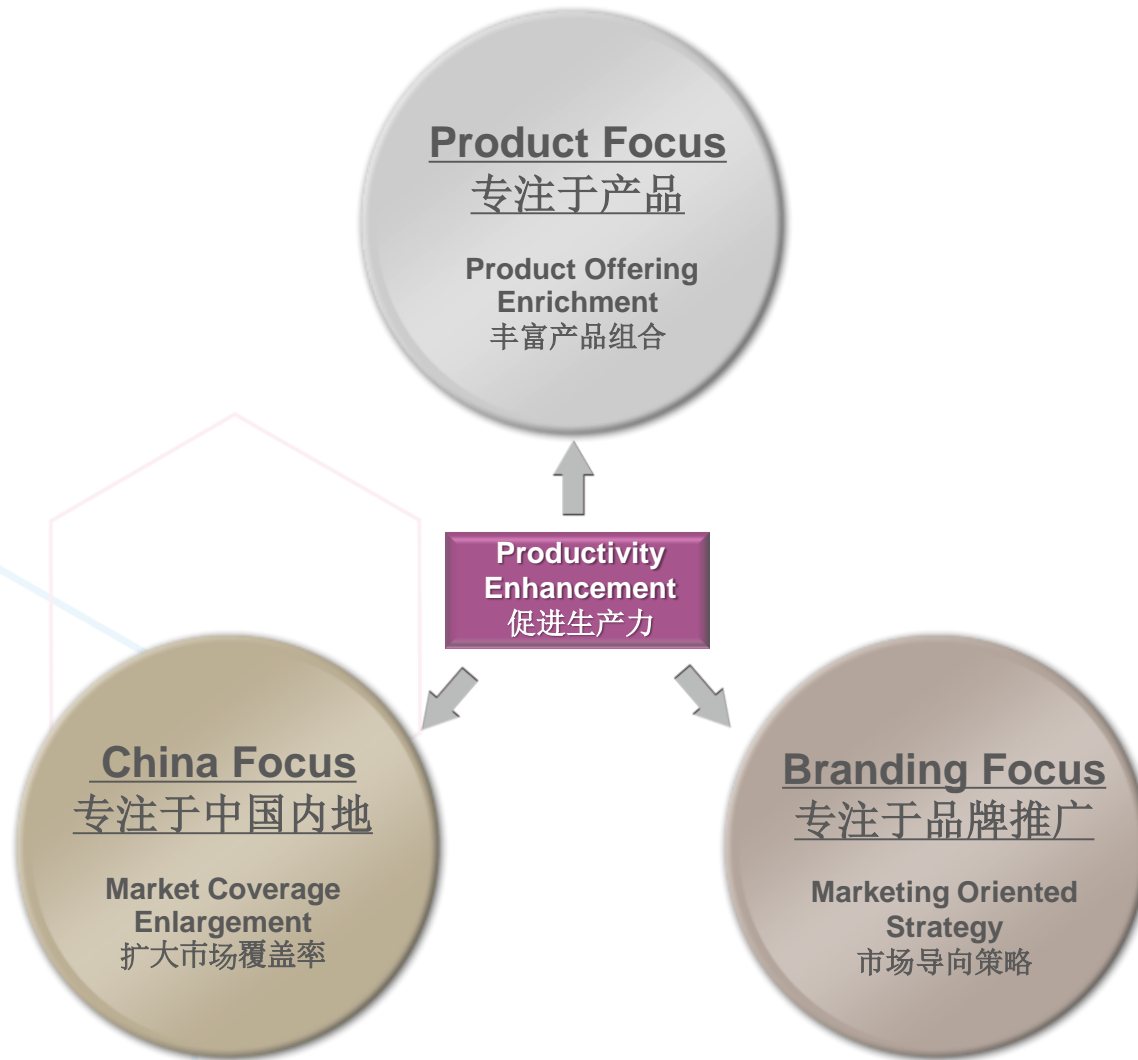 Product Focus
专注于产品
Product Offering
Enrichment
丰富产品组合
Productivity
Enhancement
促进生产力
China Focus
专注于中国内地
Market Coverage
Enlargement
扩大市场覆盖率
Branding Focus
专注于品牌推广
Marketing Oriented
Strategy
市场导向策略